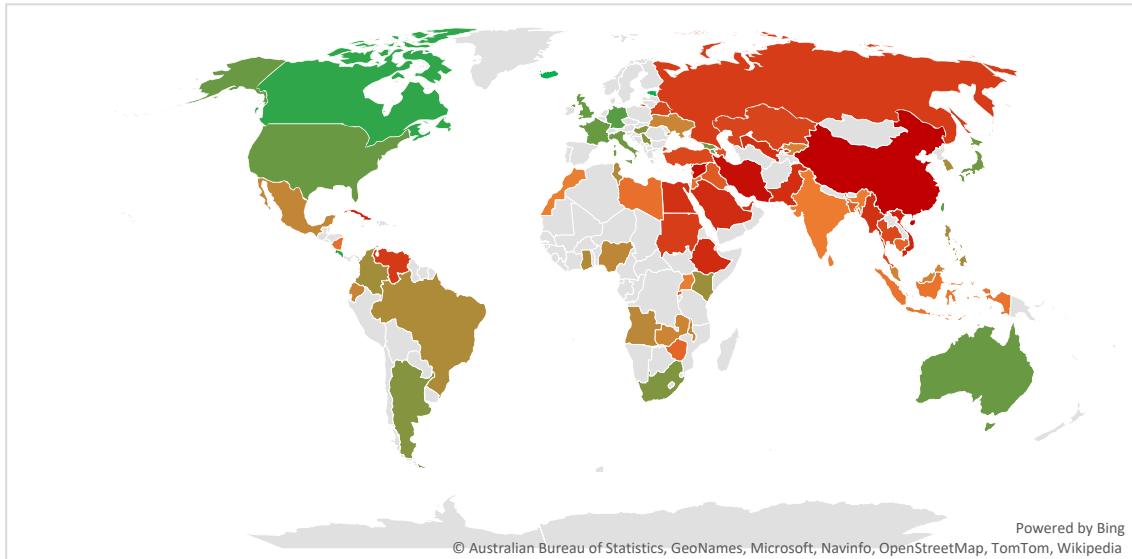 Powered by Bing
© Australian Bureau of Statistics, GeoNames, Microsoft, Navinfo, OpenStreetMap, TomTom, Wikipedia